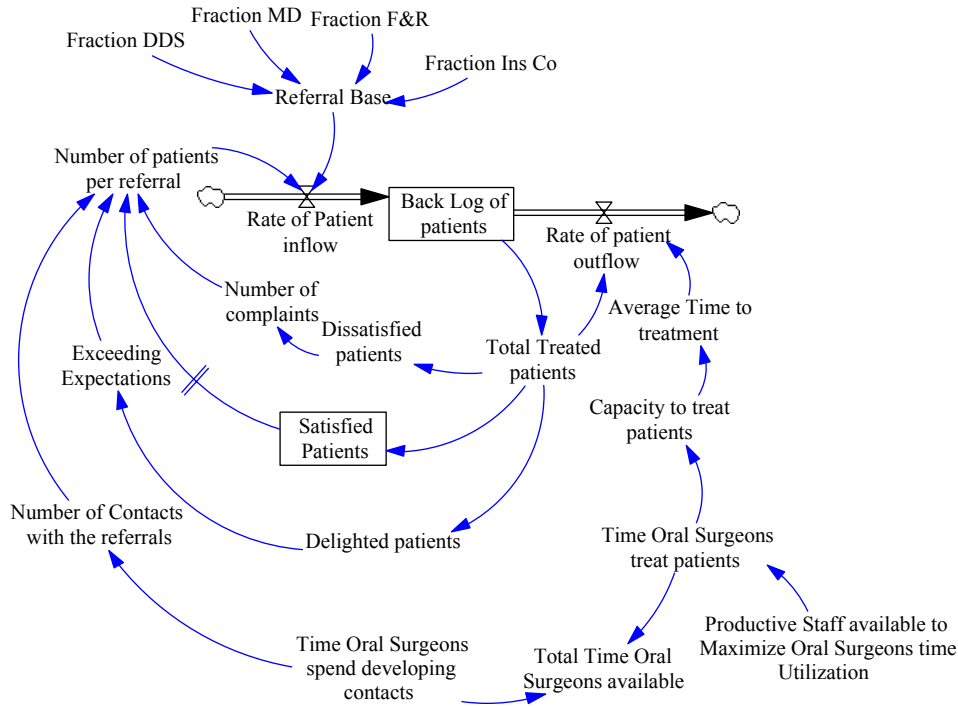 Fraction MD
Fraction F&R
Fraction DDS
Fraction Ins Co
Referral Base
Number of patients
per referral
Rate of Patient
inflow
Back Log of
patients
Rate of patient
outflow
Number of
complaints
Average Time to
treatment
Dissatisfied
patients
Exceeding
Expectations
Total Treated
patients
Capacity to treat
patients
Satisfied
Patients
Number of Contacts
with the referrals
Delighted patients
Time Oral Surgeons
treat patients
Productive Staff available to
Maximize Oral Surgeons time
Utilization
Time Oral Surgeons
spend developing
contacts
Total Time Oral
Surgeons available